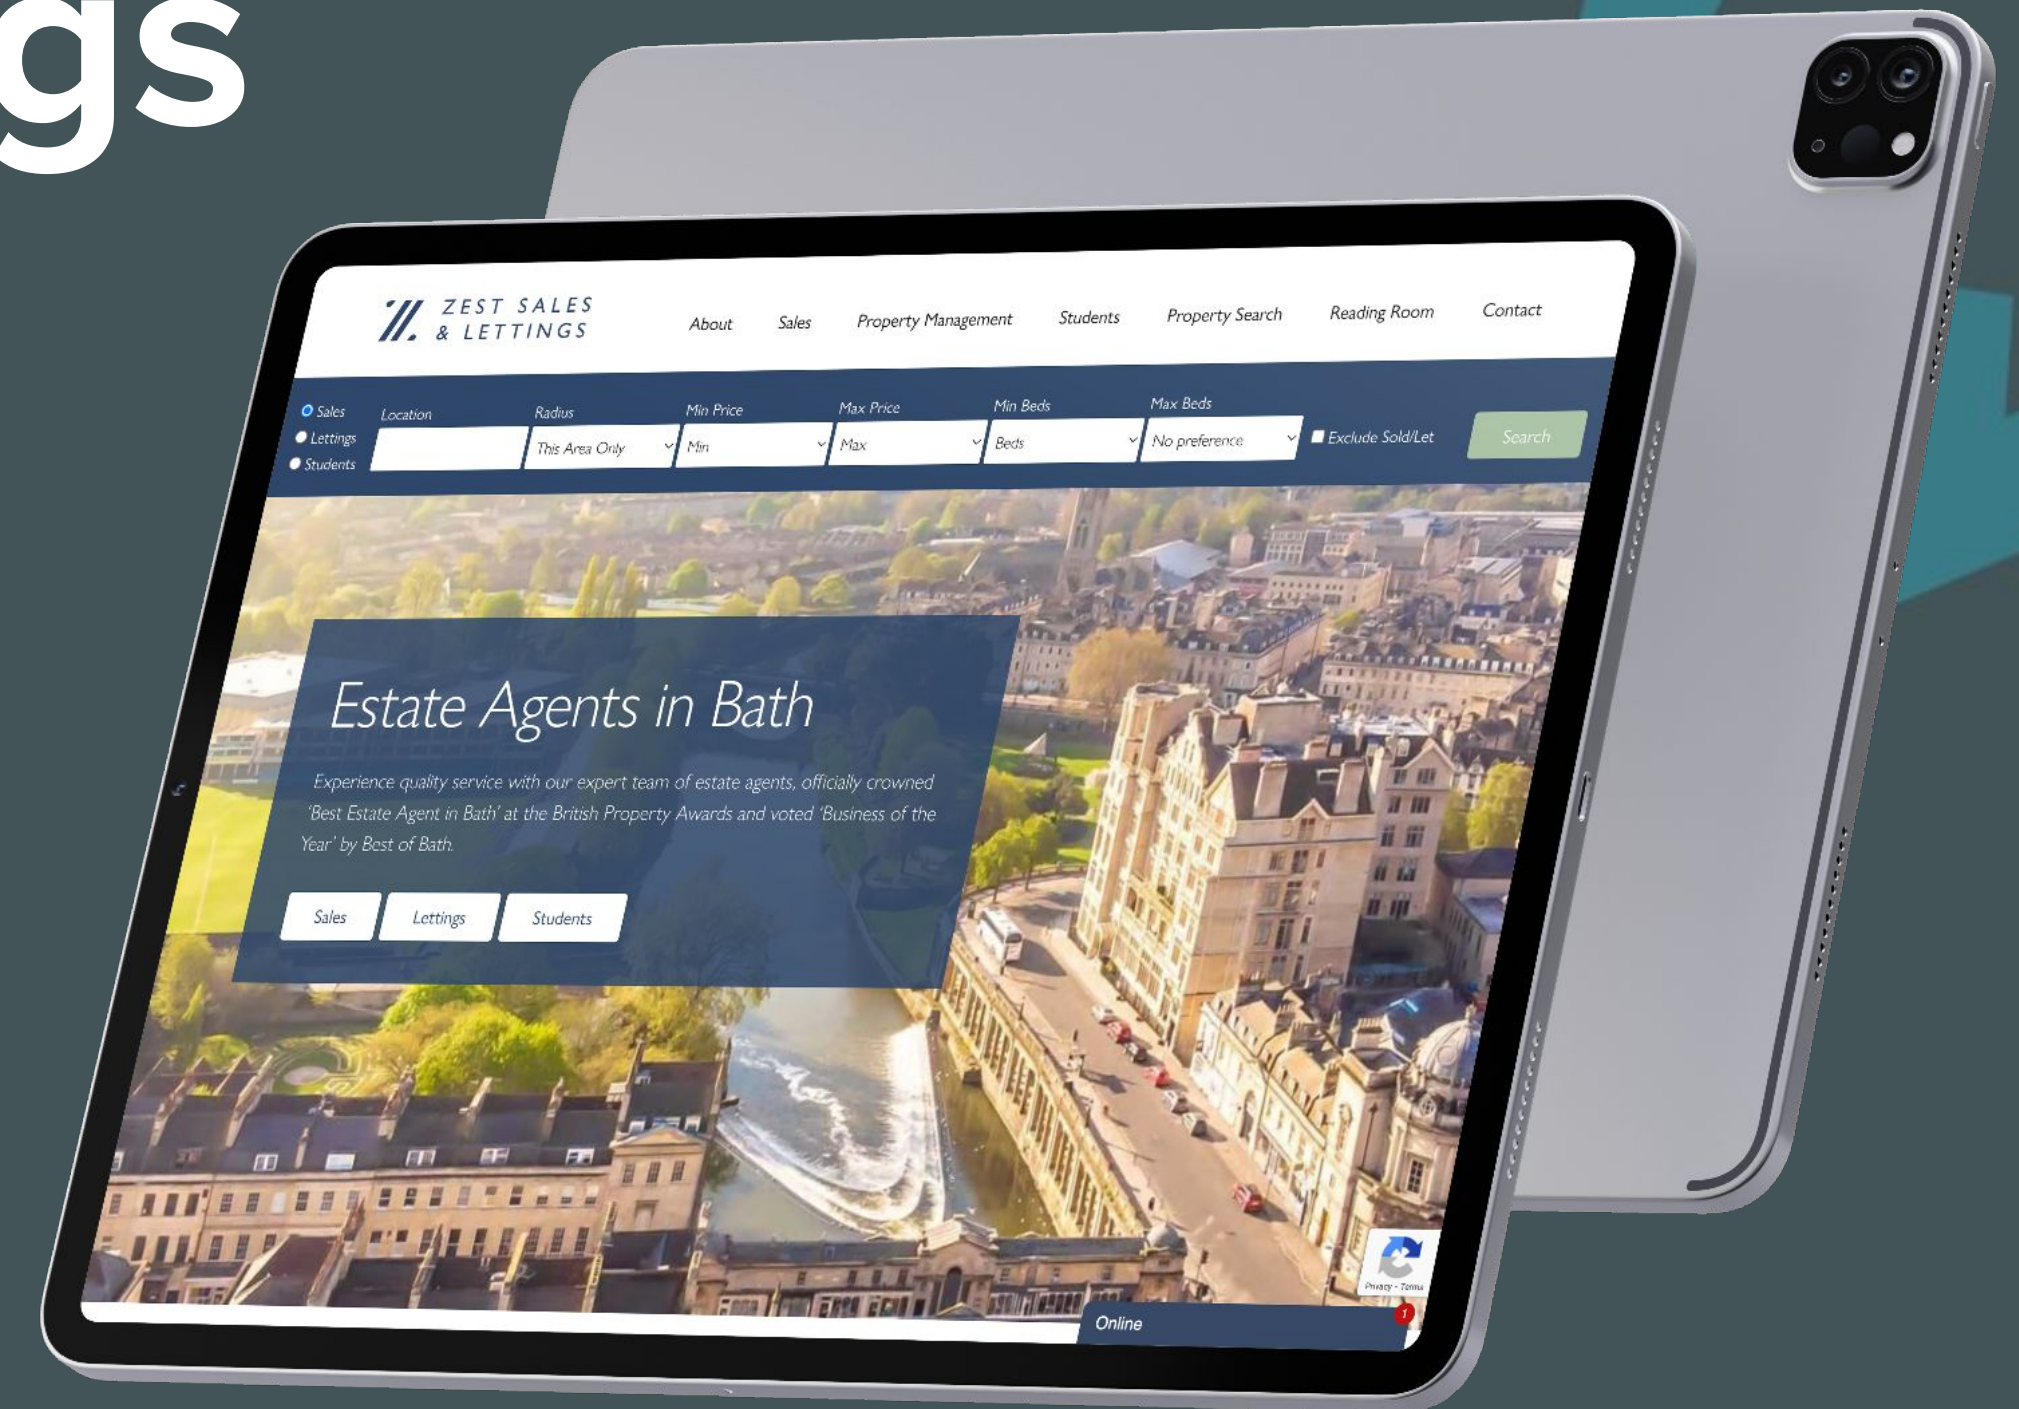 gs
ZEST SALES
& LETTINGS
About Sales Property Management Students Property Search Reading Room Contact
Sales
Lettings
Students
Location Radius Min Price Max Price Min Beds Max Beds
This Area Only Min Max Beds No preference Exclude Sold/Let Search
Estate Agents in Bath
Experience quality service with our expert team of estate agents, officially crowned
'Best Estate Agent in Bath' at the British Property Awards and voted 'Business of the
Year' by Best of Bath.
Sales Lettings Students
Privacy - Terms
Online 1